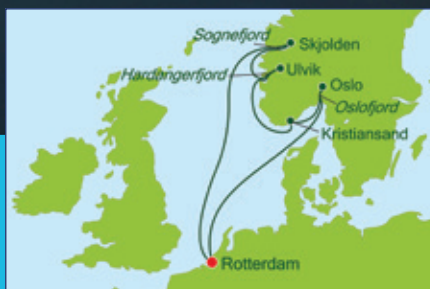 Sognefjord
Skjolden
Hardangerfjord
Ulvik
Oslo
Oslofjord
Kristiansand
Rotterdam